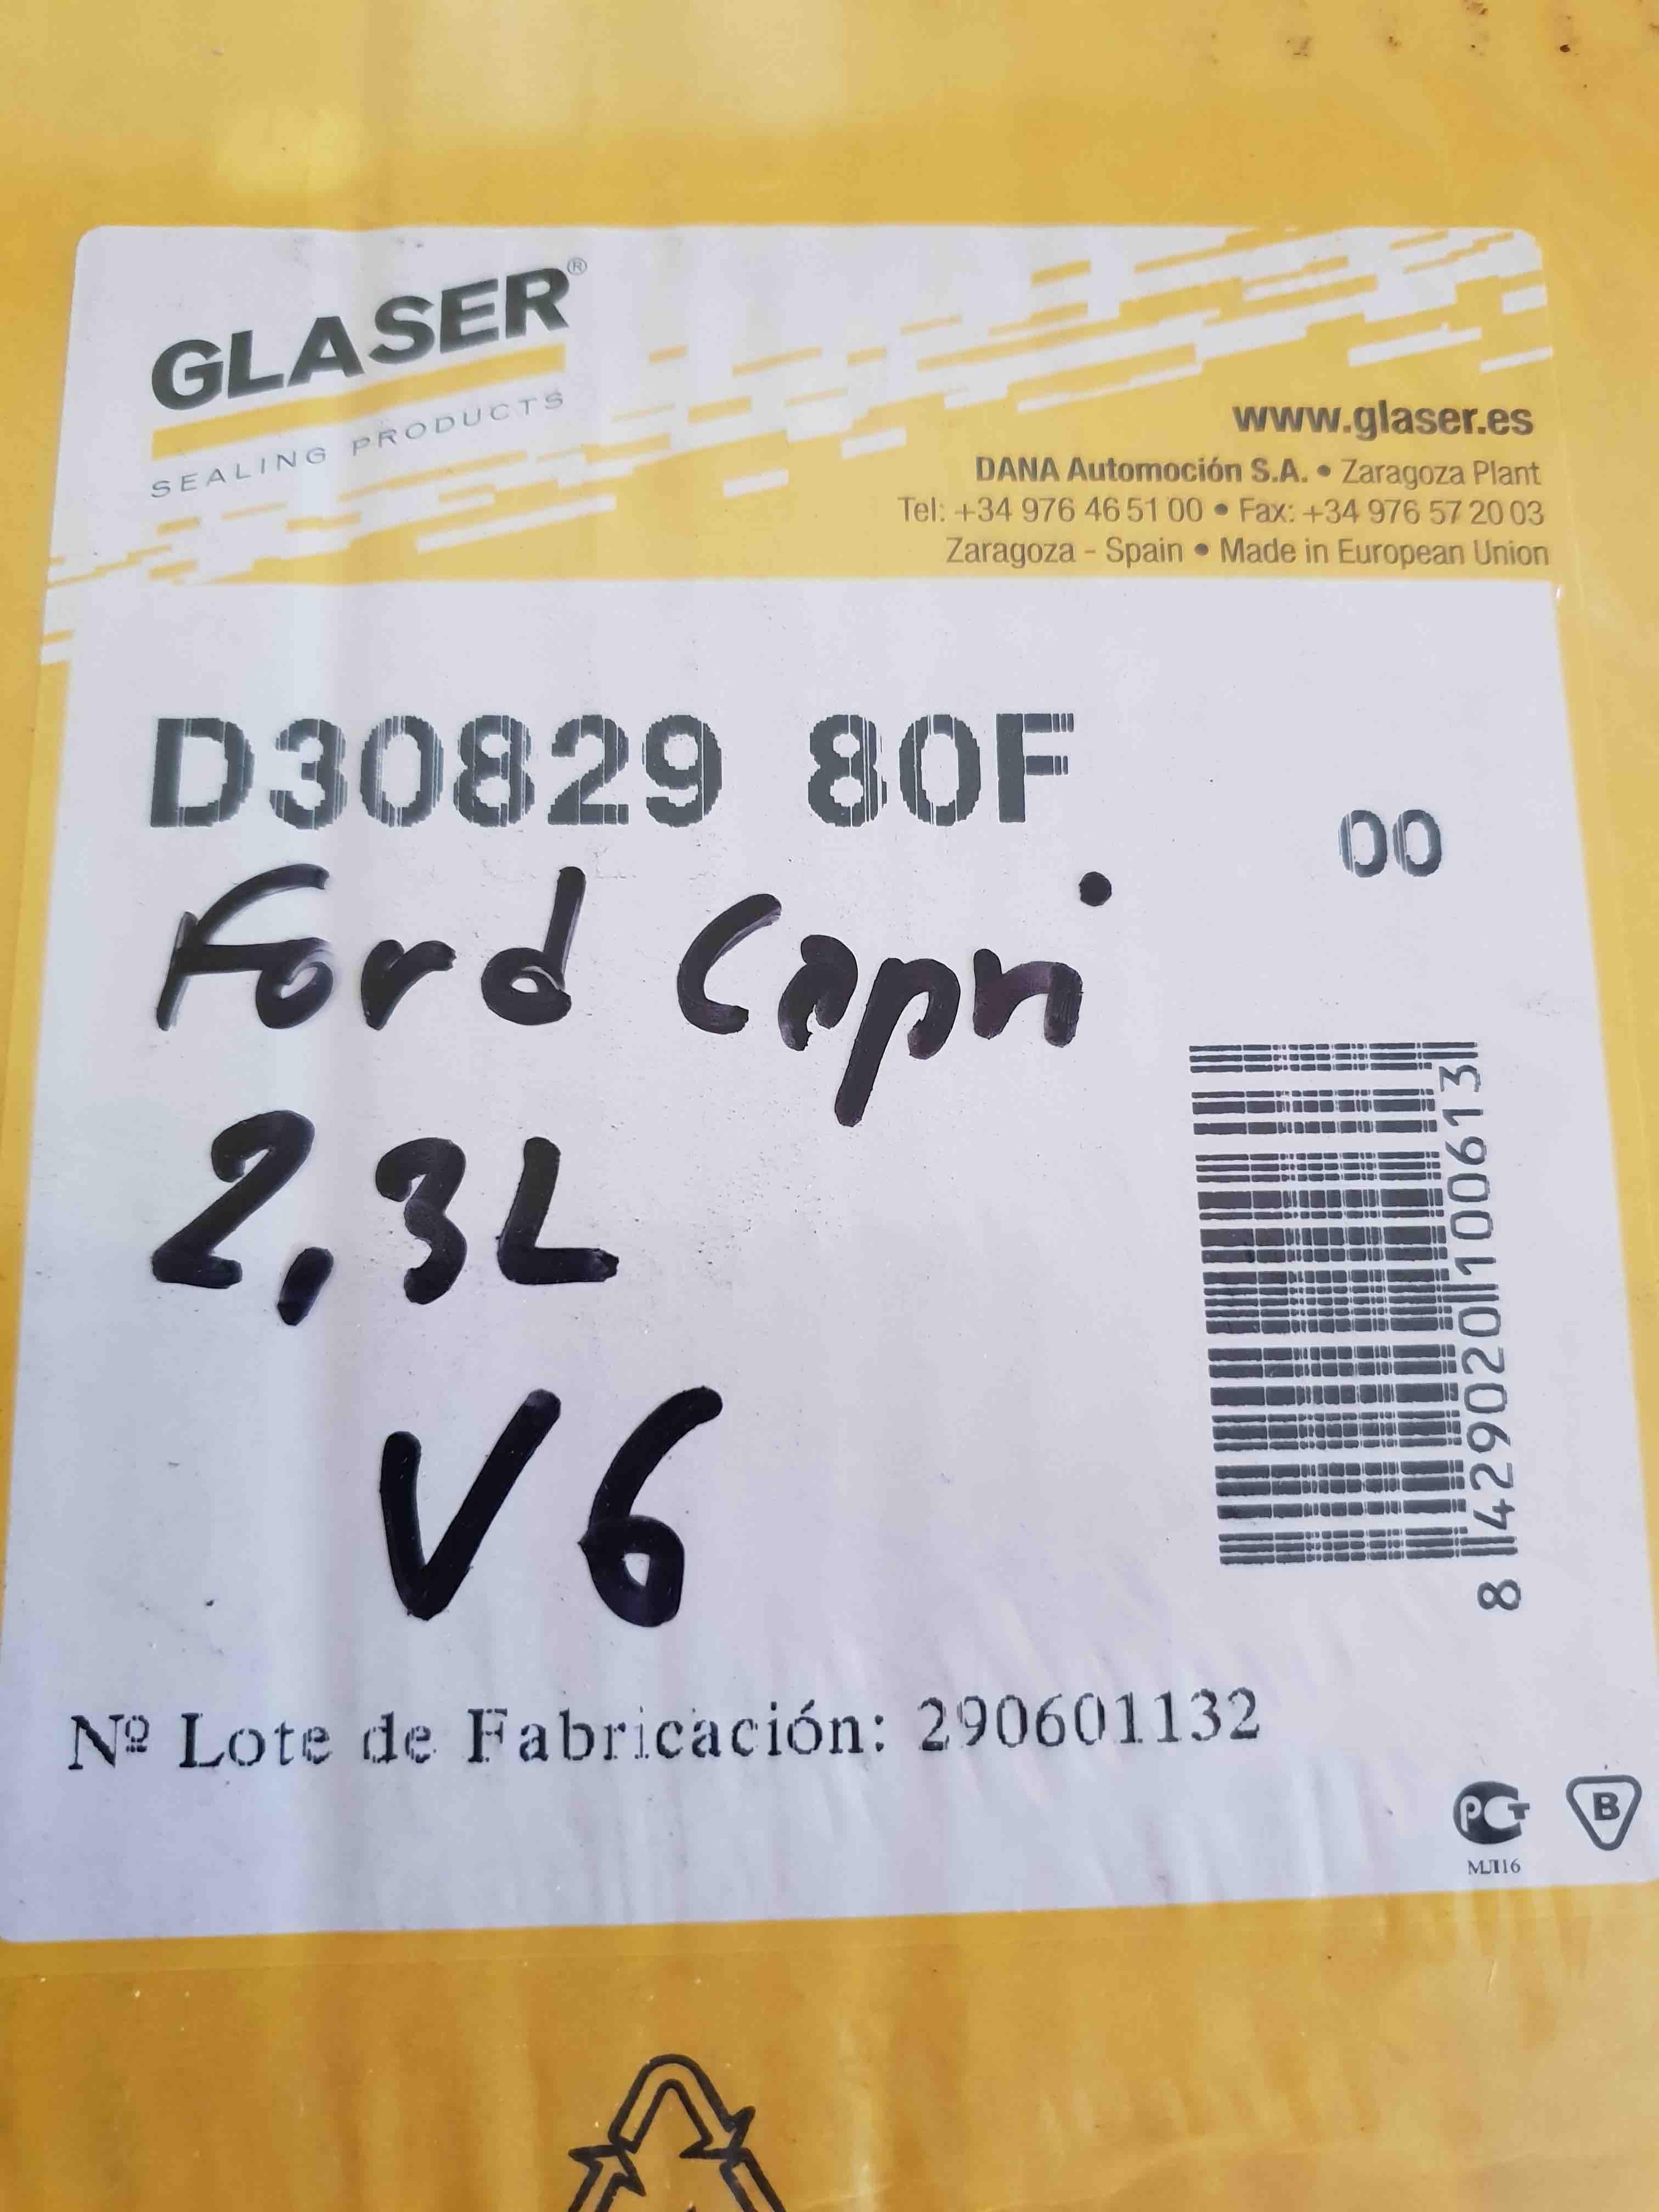 GLASER®
SEALING PRODUCTS
www.glaser.es
DANA Automoción S.A. • Zaragoza Plant
Tel: +34 976 46 51 00 • Fax: +34 976 57 20 03
Zaragoza - Spain • Made in European Union
D30829 80F
00
Ford Capri
2,3L
V6
8 429020 100613
Nº Lote de Fabricación: 290601132
РСТ
B
МЛ16